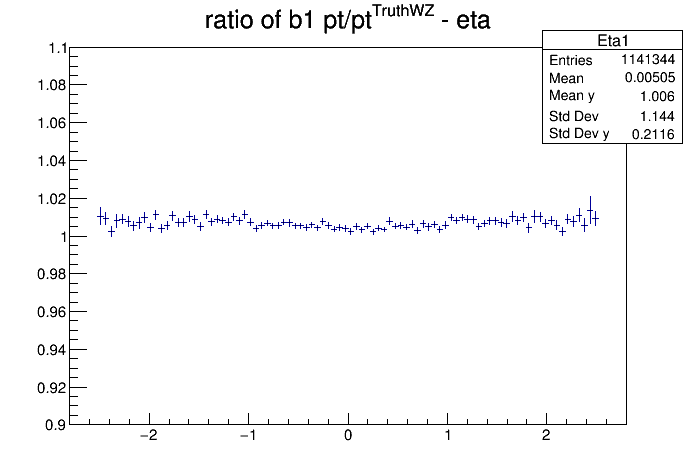 ratio of b1 pt/pt^TruthWZ - eta
Eta1
Entries 1141344
Mean 0.00505
Mean y 1.006
Std Dev 1.144
Std Dev y 0.2116
1.1
1.08
1.06
1.04
1.02
1
0.98
0.96
0.94
0.92
0.9
−2 −1 0 1 2